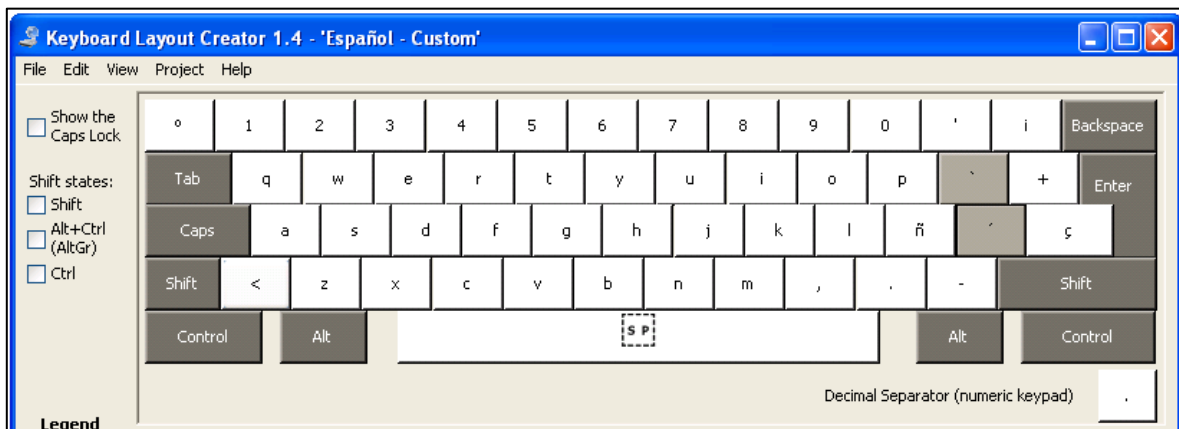 Keyboard Layout Creator 1.4 - 'Español - Custom'
File Edit View Project Help
Show the
Caps Lock
Shift states:
Shift
Alt+Ctrl
(AltGr)
Ctrl
º 1 2 3 4 5 6 7 8 9 0 ' ¡ Backspace
Tab q w e r t y u i o p ` + Enter
Caps a s d f g h j k l ñ ´ ç
Shift < z x c v b n m , . - Shift
Control Alt SP Alt Control
Decimal Separator (numeric keypad) .
Legend